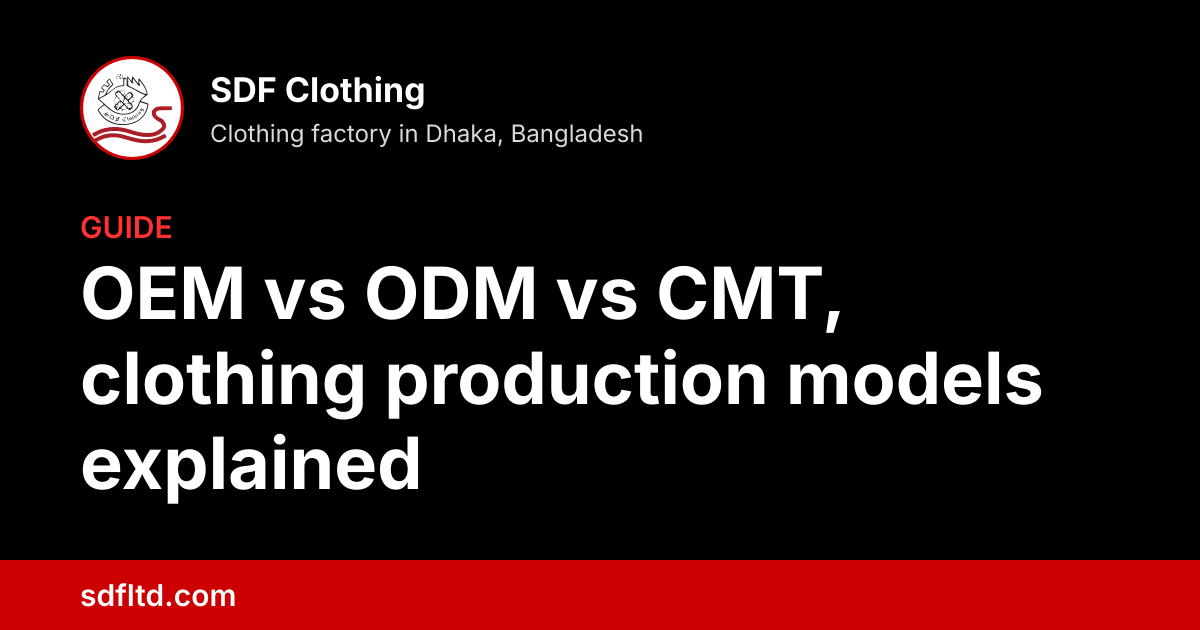 SDF Clothing
Clothing factory in Dhaka, Bangladesh
GUIDE
OEM vs ODM vs CMT,
clothing production models
explained
sdfltd.com